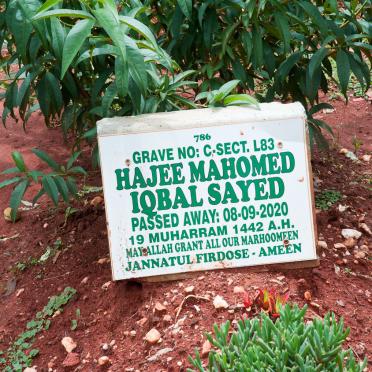 786
GRAVE NO: C,SECT. L83
HAJEE MAHOMED
IQBAL SAYED
PASSED AWAY: 08-09-2020
19 MUHARRAM 1442 A.H.
MAY ALLAH GRANT ALL OUR MARHOOMEEN
JANNATUL FIRDOSE - AMEEN